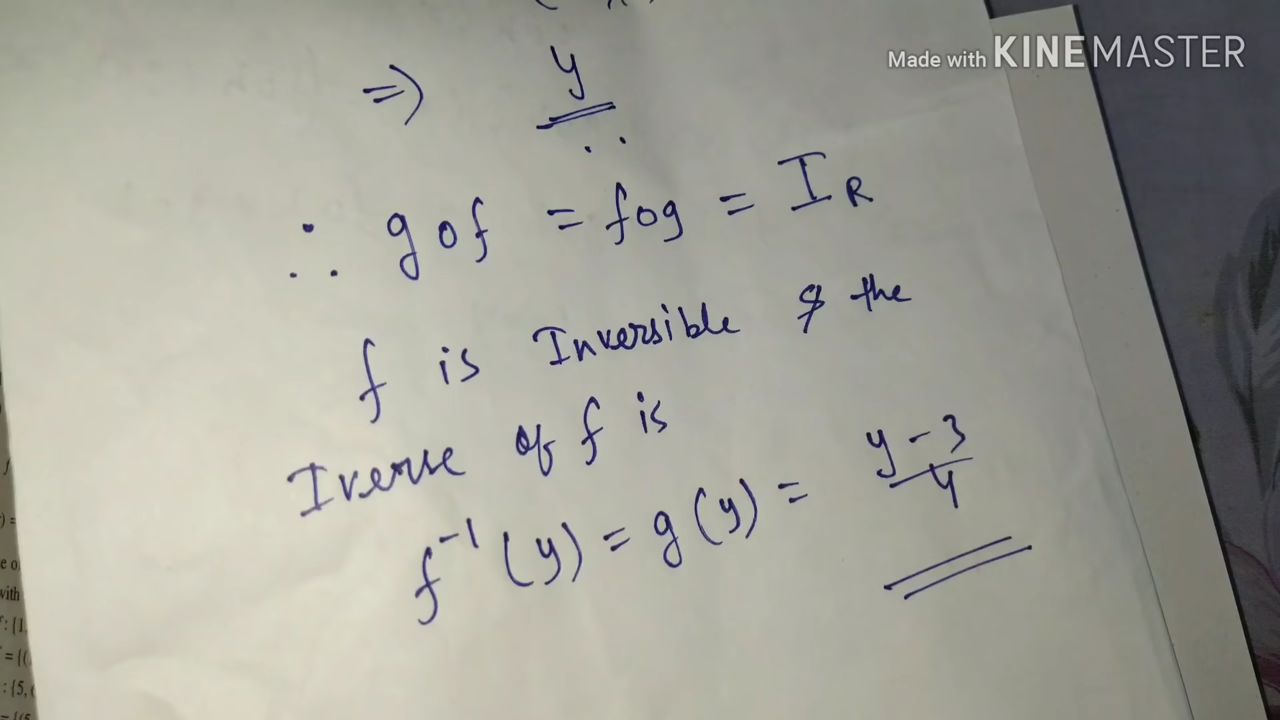 Made with KINEMASTER
⇒ y
∴ gof = fog = I_R
f is Inversible & the
Iverse of f is
f⁻¹(y) = g(y) = y-3/4